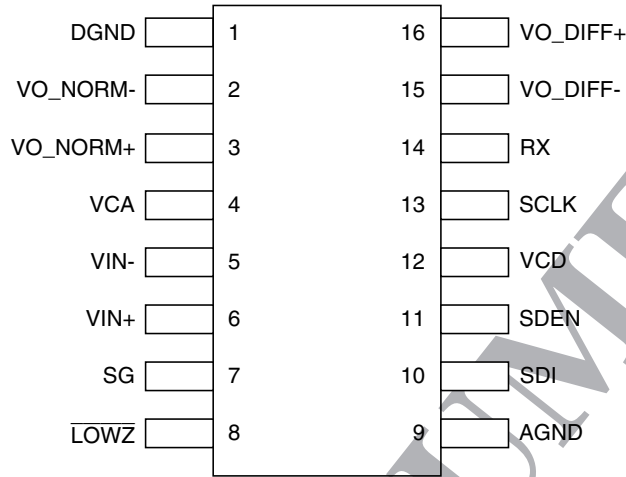 DGND 1 16 VO_DIFF+
VO_NORM- 2 15 VO_DIFF-
VO_NORM+ 3 14 RX
VCA 4 13 SCLK
VIN- 5 12 VCD
VIN+ 6 11 SDEN
SG 7 10 SDI
LOWZ 8 9 AGND